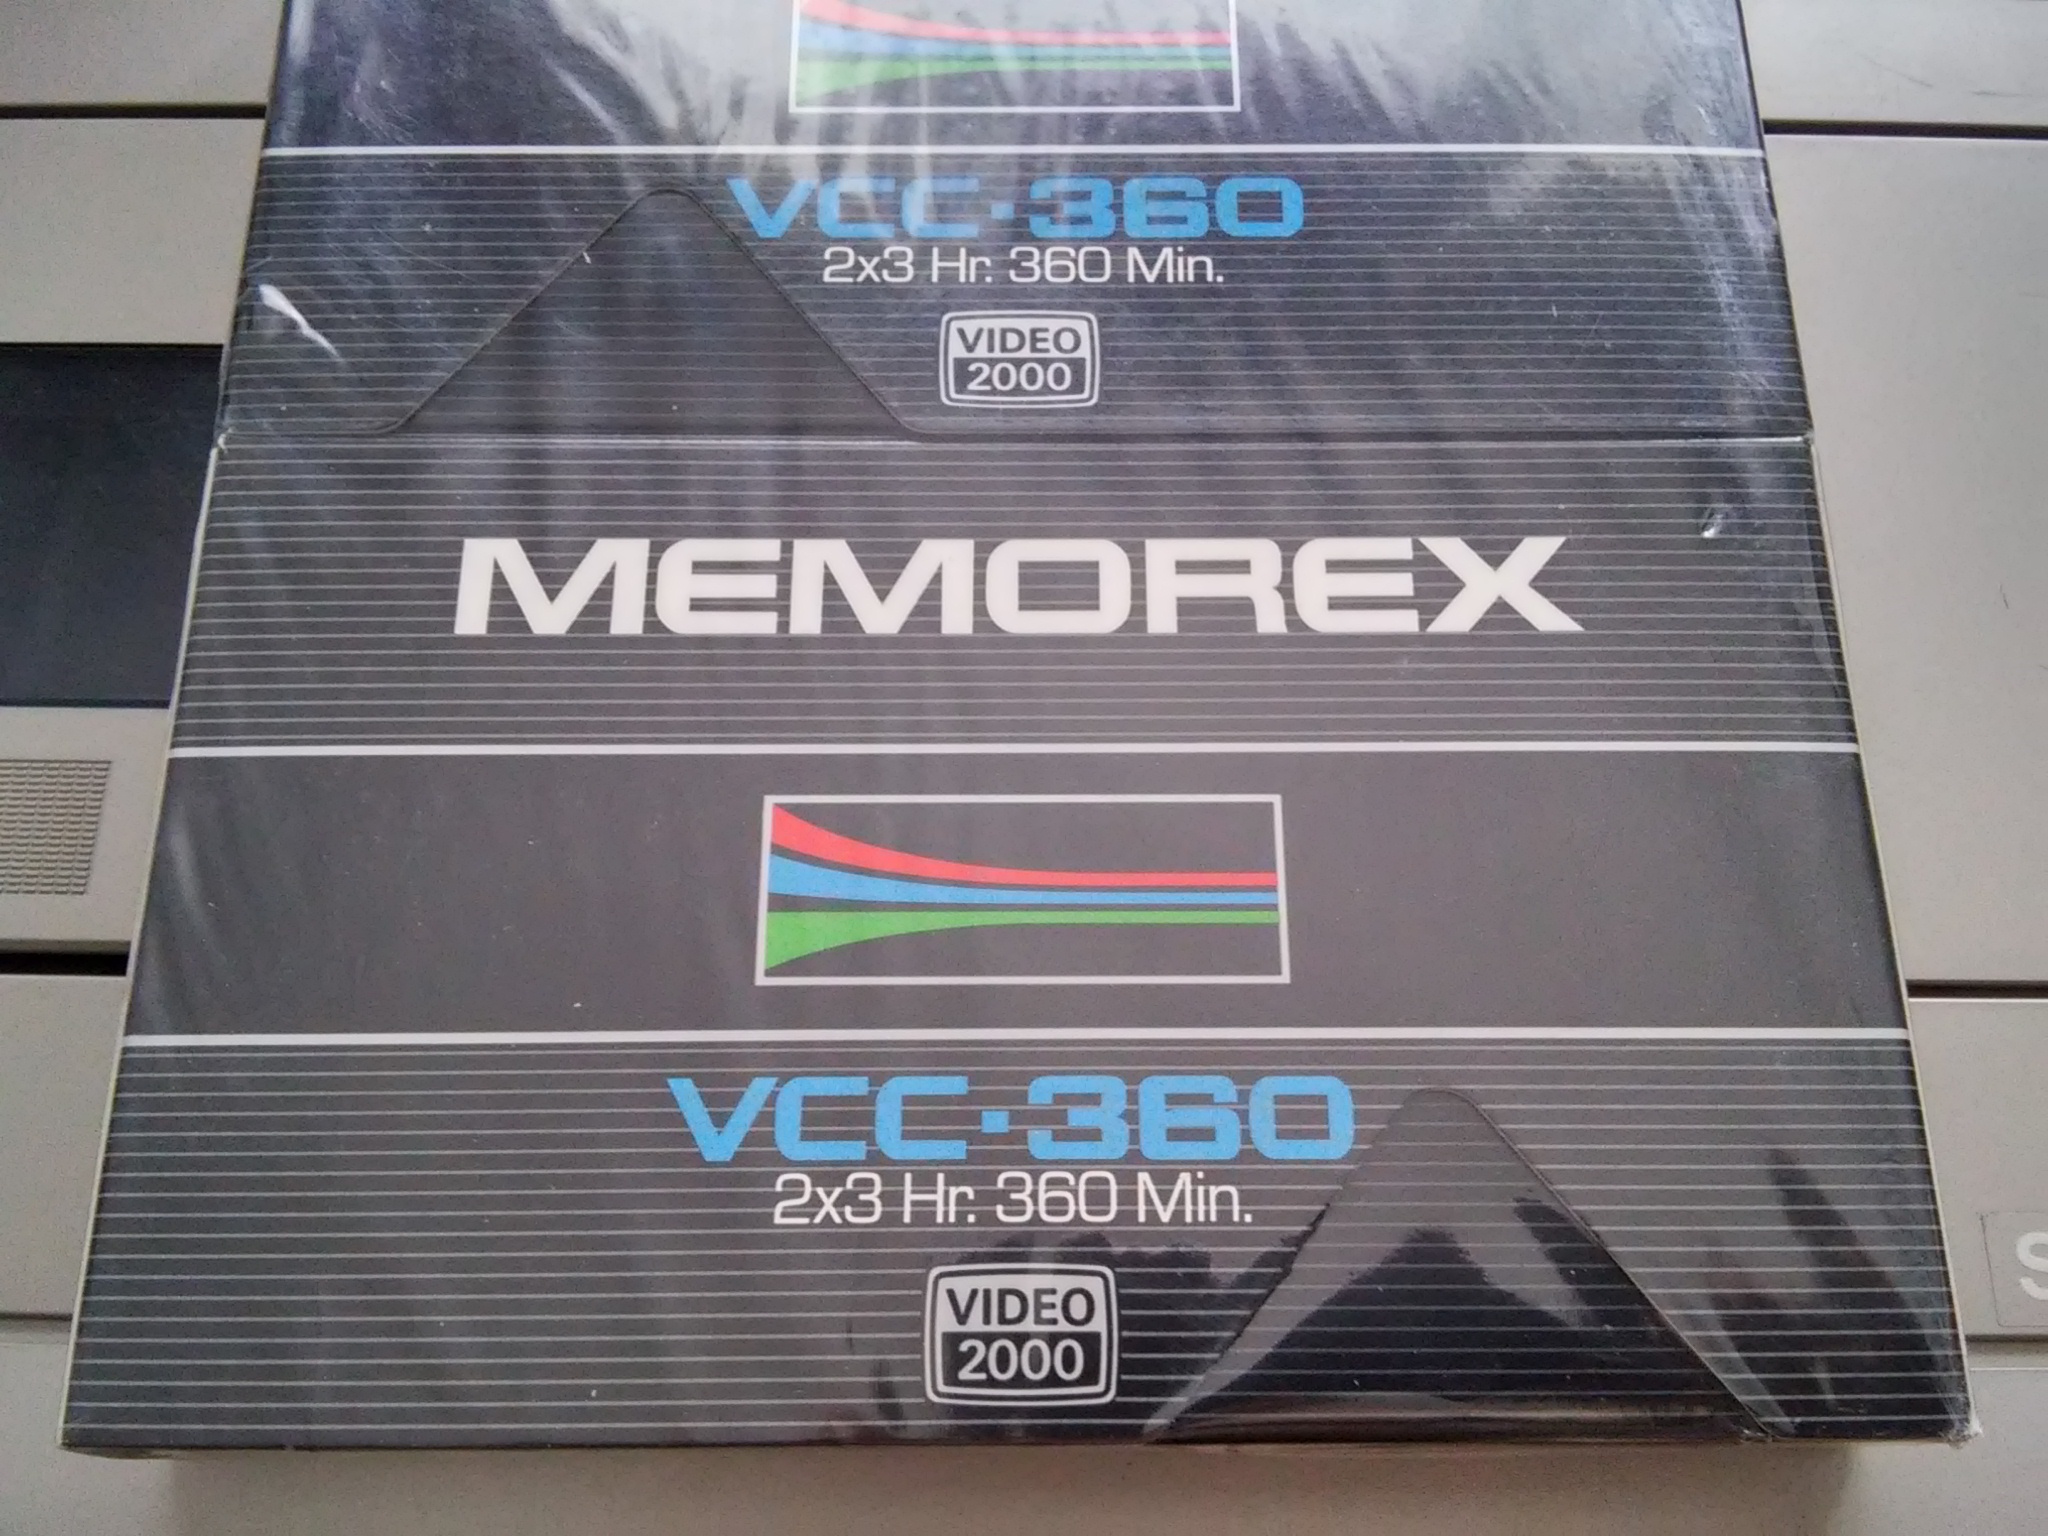 VCC·360
2x3 Hr. 360 Min.
VIDEO
2000
MEMOREX
VCC·360
2x3 Hr. 360 Min.
VIDEO
2000
S